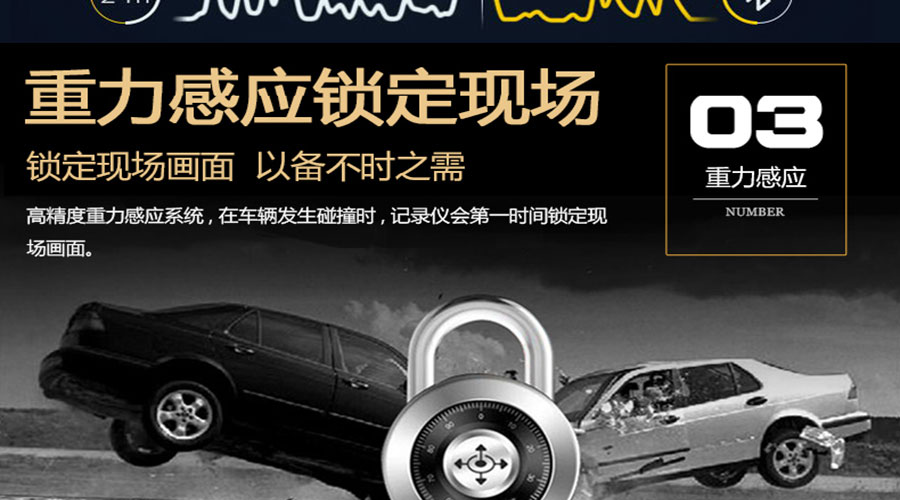 重力感应锁定现场
锁定现场画面 以备不时之需
高精度重力感应系统，在车辆发生碰撞时，记录仪会第一时间锁定现
场画面。
03
重力感应
NUMBER